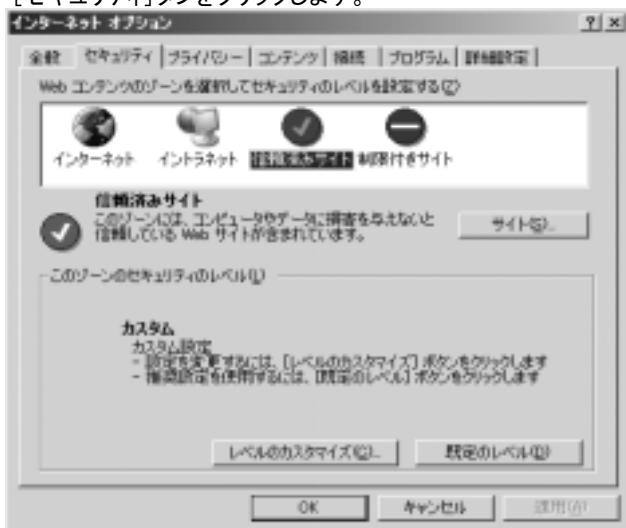 [セキュリティ]タブをクリックします。
インターネット オプション
全般 セキュリティ プライバシー コンテンツ 接続 プログラム 詳細設定
Web コンテンツのゾーンを選択してセキュリティのレベルを設定する(Z)
インターネット イントラネット 信頼済みサイト 制限付きサイト
信頼済みサイト
このゾーンには、コンピュータやデータに損害を与えないと
信頼している Web サイトが含まれています。
サイト(S)...
このゾーンのセキュリティのレベル(L)
カスタム
カスタム設定
- 設定を変更するには、[レベルのカスタマイズ] ボタンをクリックします
- 推奨設定を使用するには、[既定のレベル] ボタンをクリックします
レベルのカスタマイズ(C)... 既定のレベル(D)
OK キャンセル 適用(A)